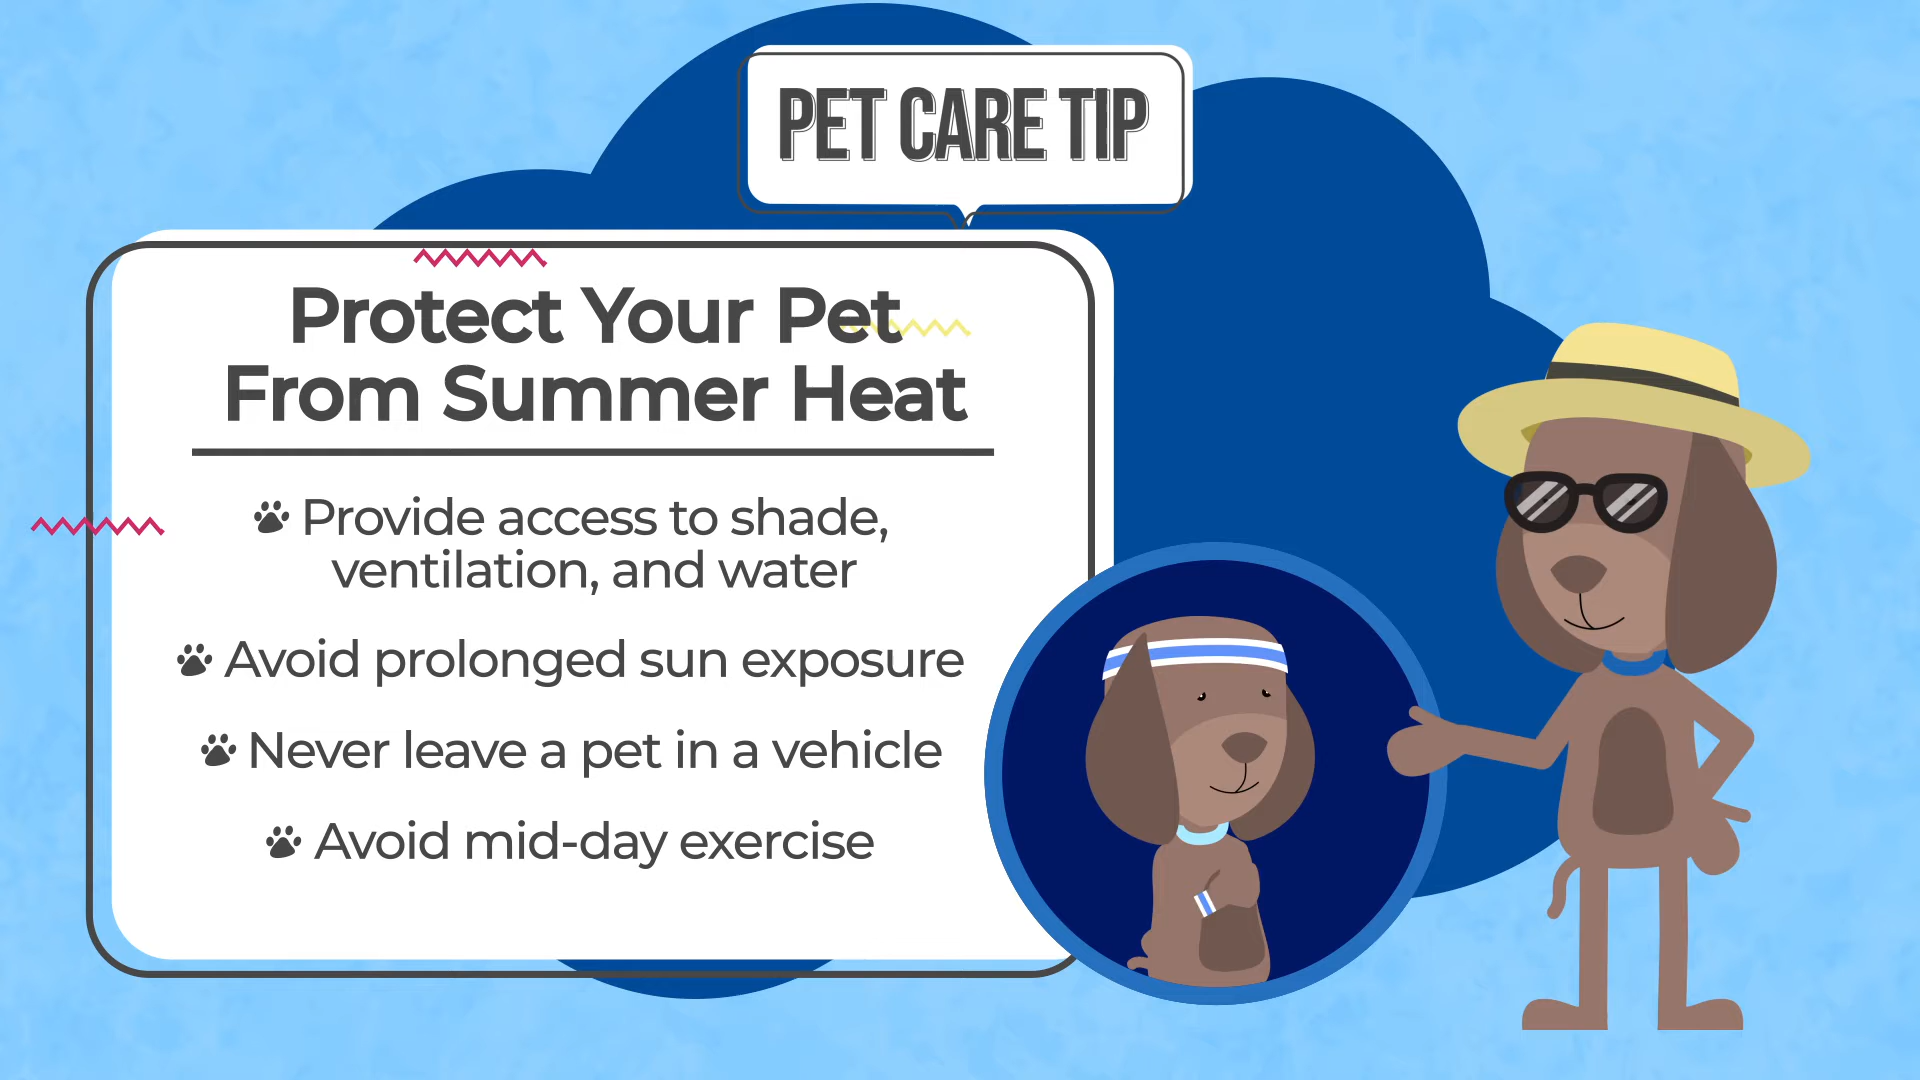 PET CARE TIP
Protect Your Pet
From Summer Heat
Provide access to shade,
ventilation, and water
Avoid prolonged sun exposure
Never leave a pet in a vehicle
Avoid mid-day exercise